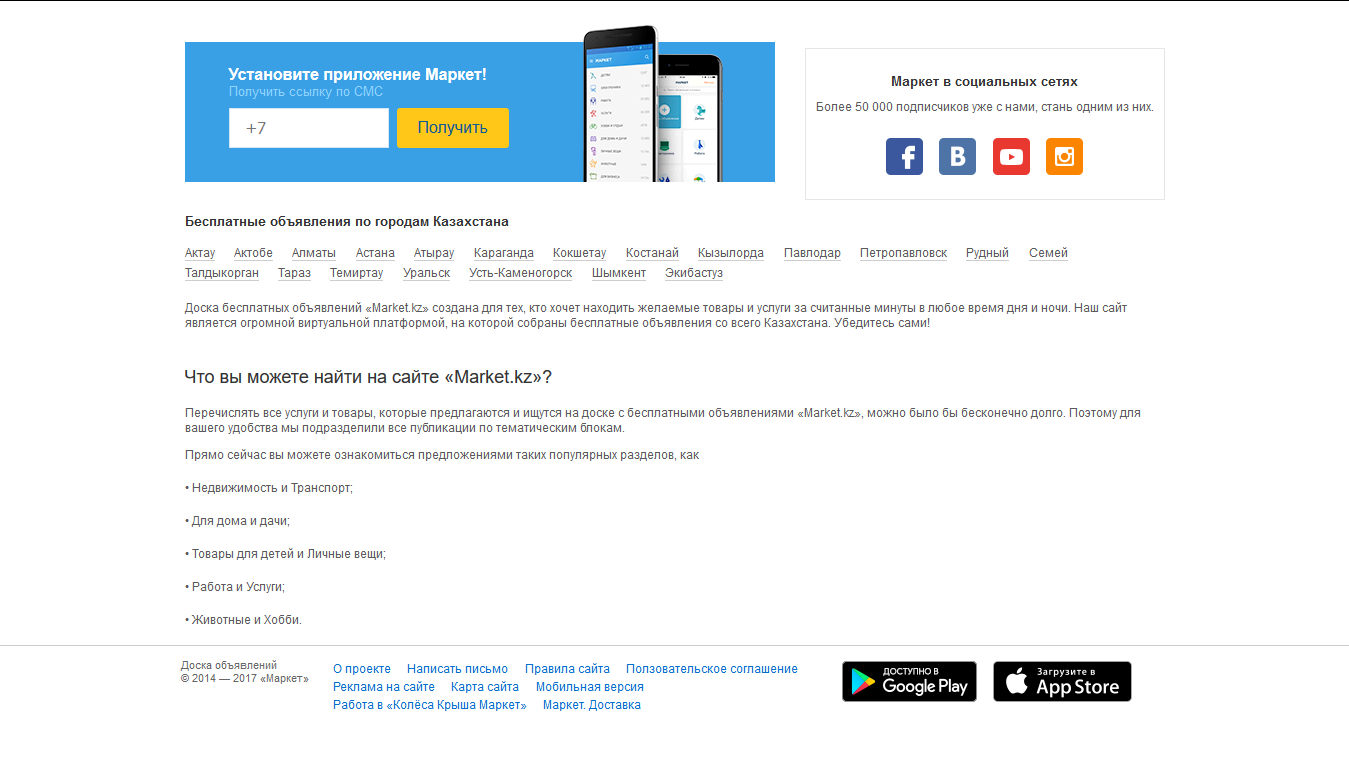 Установите приложение Маркет!
Получить ссылку по СМС
+7
Получить
МАРКЕТ
Маркет в социальных сетях
Более 50 000 подписчиков уже с нами, стань одним из них.
Бесплатные объявления по городам Казахстана
Актау Актобе Алматы Астана Атырау Караганда Кокшетау Костанай Кызылорда Павлодар Петропавловск Рудный Семей
Талдыкорган Тараз Темиртау Уральск Усть-Каменогорск Шымкент Экибастуз
Доска бесплатных объявлений «Market.kz» создана для тех, кто хочет находить желаемые товары и услуги за считанные минуты в любое время дня и ночи. Наш сайт
является огромной виртуальной платформой, на которой собраны бесплатные объявления со всего Казахстана. Убедитесь сами!
Что вы можете найти на сайте «Market.kz»?
Перечислять все услуги и товары, которые предлагаются и ищутся на доске с бесплатными объявлениями «Market.kz», можно было бы бесконечно долго. Поэтому для
вашего удобства мы подразделили все публикации по тематическим блокам.
Прямо сейчас вы можете ознакомиться предложениями таких популярных разделов, как
• Недвижимость и Транспорт;
• Для дома и дачи;
• Товары для детей и Личные вещи;
• Работа и Услуги;
• Животные и Хобби.
Доска объявлений
© 2014 — 2017 «Маркет»
О проекте Написать письмо Правила сайта Ползовательское соглашение
Реклама на сайте Карта сайта Мобильная версия
Работа в «Колёса Крыша Маркет» Маркет. Доставка
ДОСТУПНО В
Google Play
Загрузите в
App Store